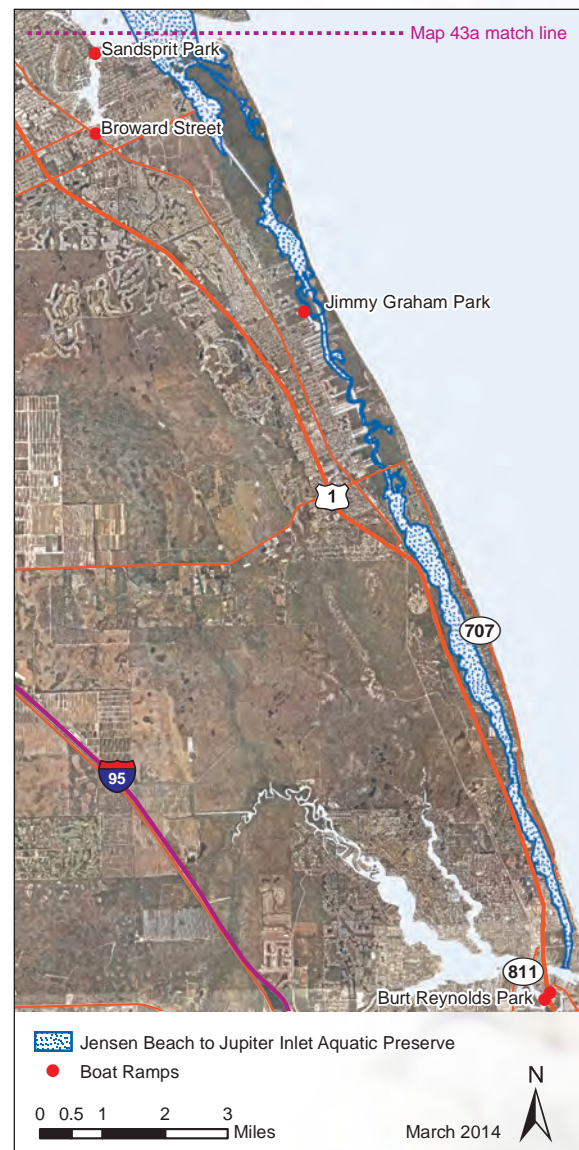 Map 43a match line
Sandsprit Park
Broward Street
Jimmy Graham Park
1
707
95
811
Burt Reynolds Park
Jensen Beach to Jupiter Inlet Aquatic Preserve
Boat Ramps
N
0 0.5 1 2 3
Miles
March 2014